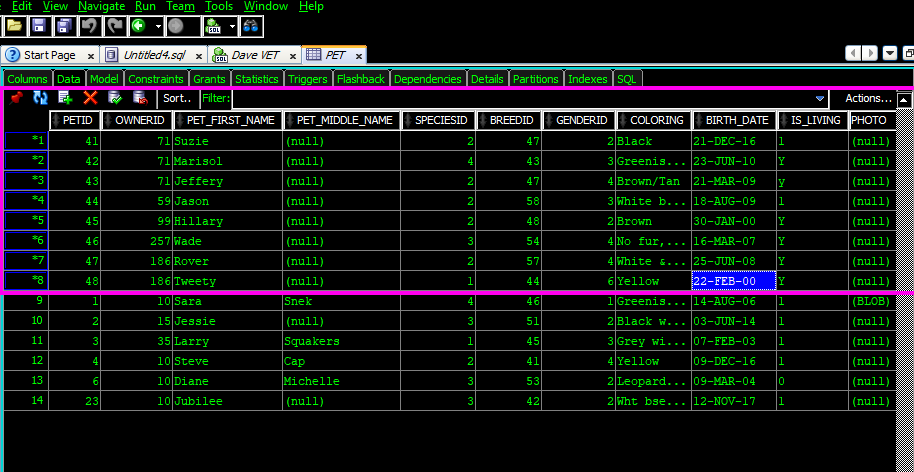 Edit View Navigate Run Team Tools Window Help
SQL
Start Page Untitled4.sql Dave VET PET
Columns Data Model Constraints Grants Statistics Triggers Flashback Dependencies Details Partitions Indexes SQL
Sort.. Filter: Actions...
PETID OWNERID PET_FIRST_NAME PET_MIDDLE_NAME SPECIESID BREEDID GENDERID COLORING BIRTH_DATE IS_LIVING PHOTO
*1 41 71 Suzie (null) 2 47 2 Black 21-DEC-16 1 (null)
*2 42 71 Marisol (null) 4 43 3 Greenis... 23-JUN-10 Y (null)
*3 43 71 Jeffery (null) 2 47 4 Brown/Tan 21-MAR-09 y (null)
*4 44 59 Jason (null) 2 58 3 White b... 18-AUG-09 1 (null)
*5 45 99 Hillary (null) 2 48 2 Brown 30-JAN-00 Y (null)
*6 46 257 Wade (null) 3 54 4 No fur,... 16-MAR-07 Y (null)
*7 47 186 Rover (null) 2 57 4 White &... 25-JUN-08 Y (null)
*8 48 186 Tweety (null) 1 44 6 Yellow 22-FEB-00 Y (null)
9 1 10 Sara Snek 4 46 1 Greenis... 14-AUG-06 1 (BLOB)
10 2 15 Jessie (null) 3 51 2 Black w... 03-JUN-14 1 (null)
11 3 35 Larry Squakers 1 45 3 Grey wi... 07-FEB-03 1 (null)
12 4 10 Steve Cap 2 41 4 Yellow 09-DEC-16 1 (null)
13 6 10 Diane Michelle 3 53 2 Leopard... 09-MAR-04 0 (null)
14 23 10 Jubilee (null) 3 42 2 Wht bse... 12-NOV-17 1 (null)